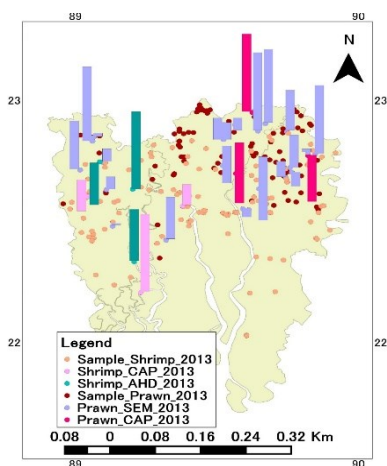 89 90
N
23 23
22 22
Legend
Sample_Shrimp_2013
Shrimp_CAP_2013
Shrimp_AHD_2013
Sample_Prawn_2013
Prawn_SEM_2013
Prawn_CAP_2013
0.08 0 0.08 0.16 0.24 0.32 Km
89 90